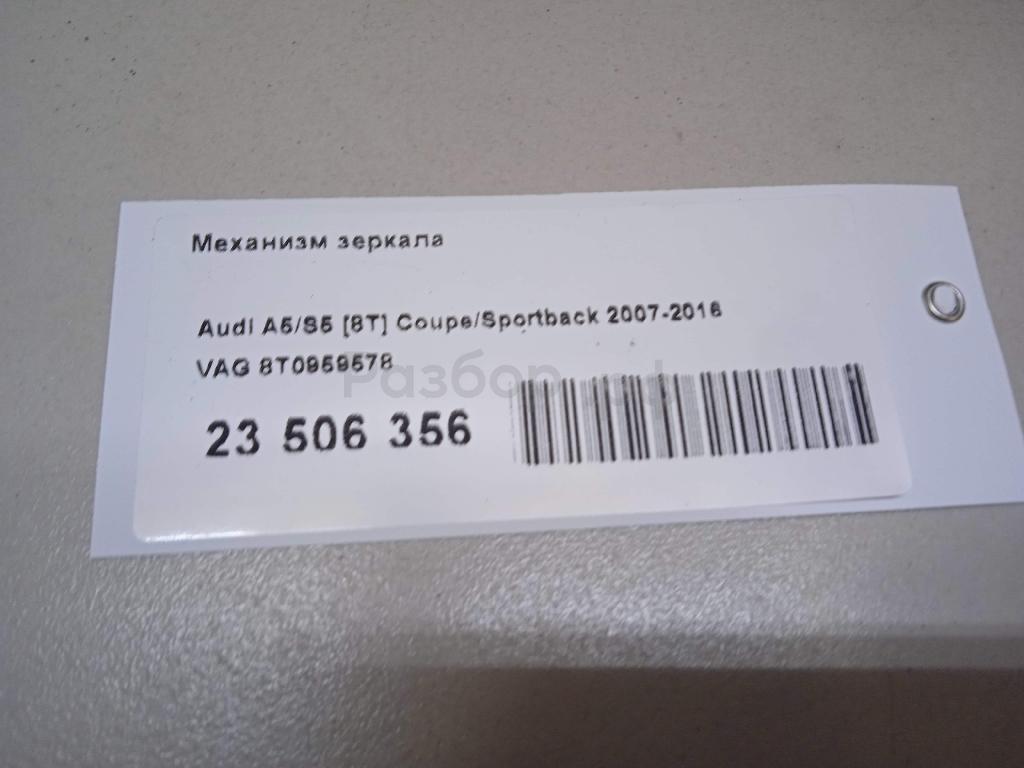 Механизм зеркала
Audi A5/S5 [8T] Coupe/Sportback 2007-2016
VAG 8T0959578
23 506 356